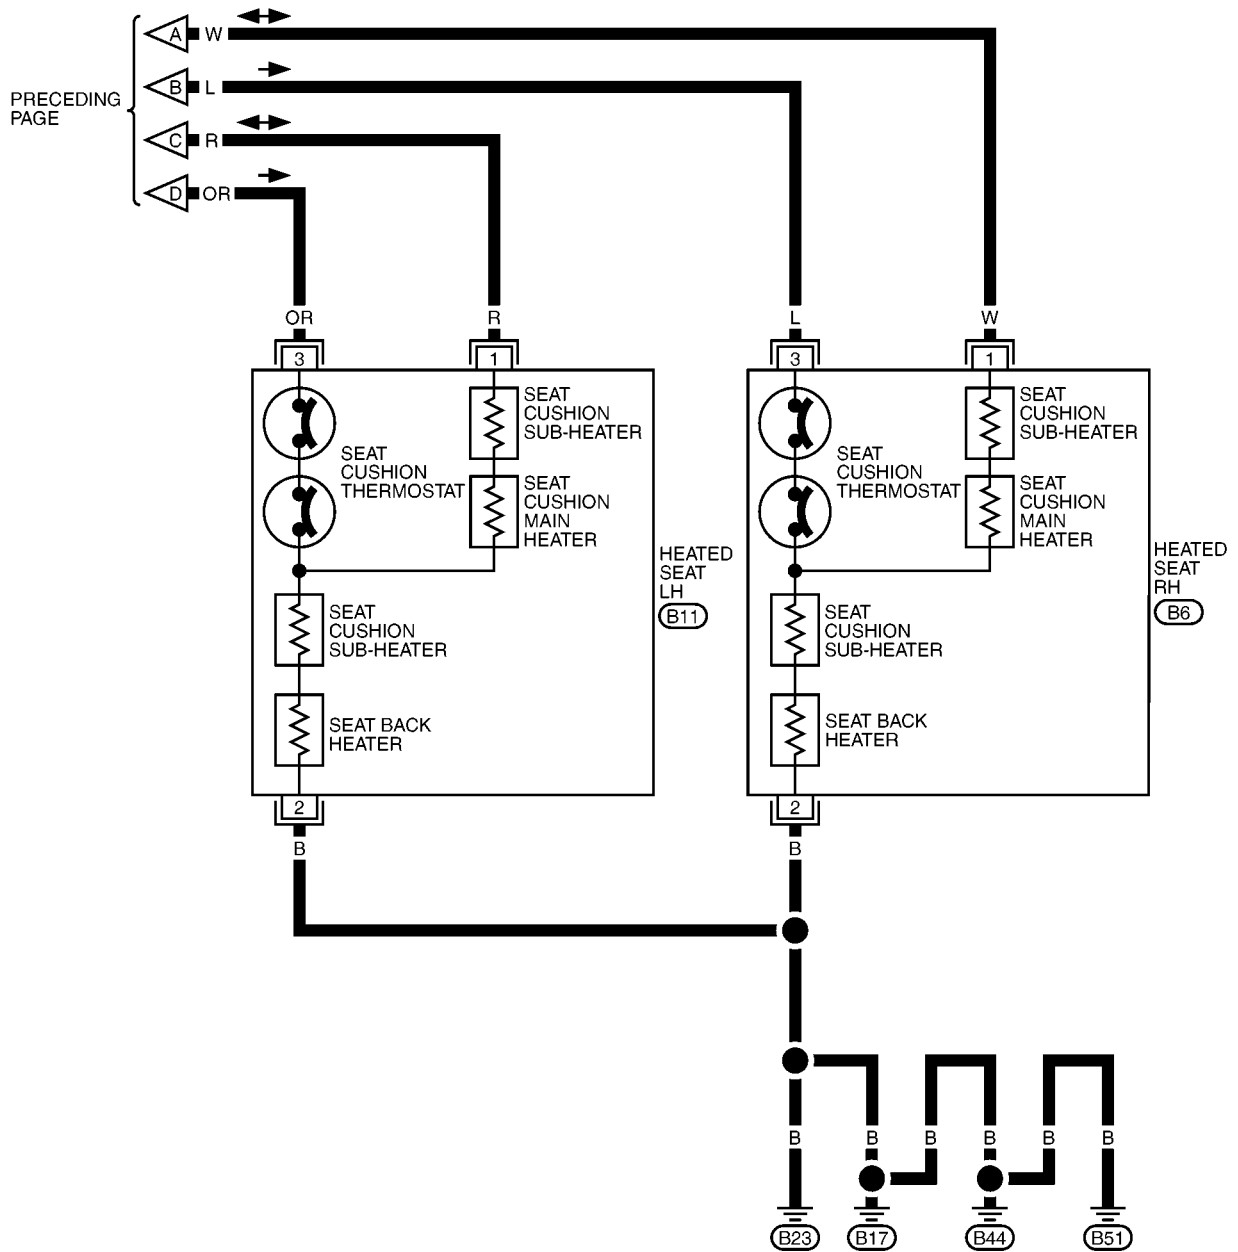 A W
B L
PRECEDING
PAGE
C R
D OR
OR R L W
3 1 3 1
SEAT
CUSHION
SUB-HEATER
SEAT
CUSHION
THERMOSTAT
SEAT
CUSHION
MAIN
HEATER
HEATED
SEAT
LH
B11
SEAT
CUSHION
SUB-HEATER
SEAT BACK
HEATER
SEAT
CUSHION
SUB-HEATER
SEAT
CUSHION
THERMOSTAT
SEAT
CUSHION
MAIN
HEATER
HEATED
SEAT
RH
B6
SEAT
CUSHION
SUB-HEATER
SEAT BACK
HEATER
2 2
B B
B B B B B B
B23 B17 B44 B51